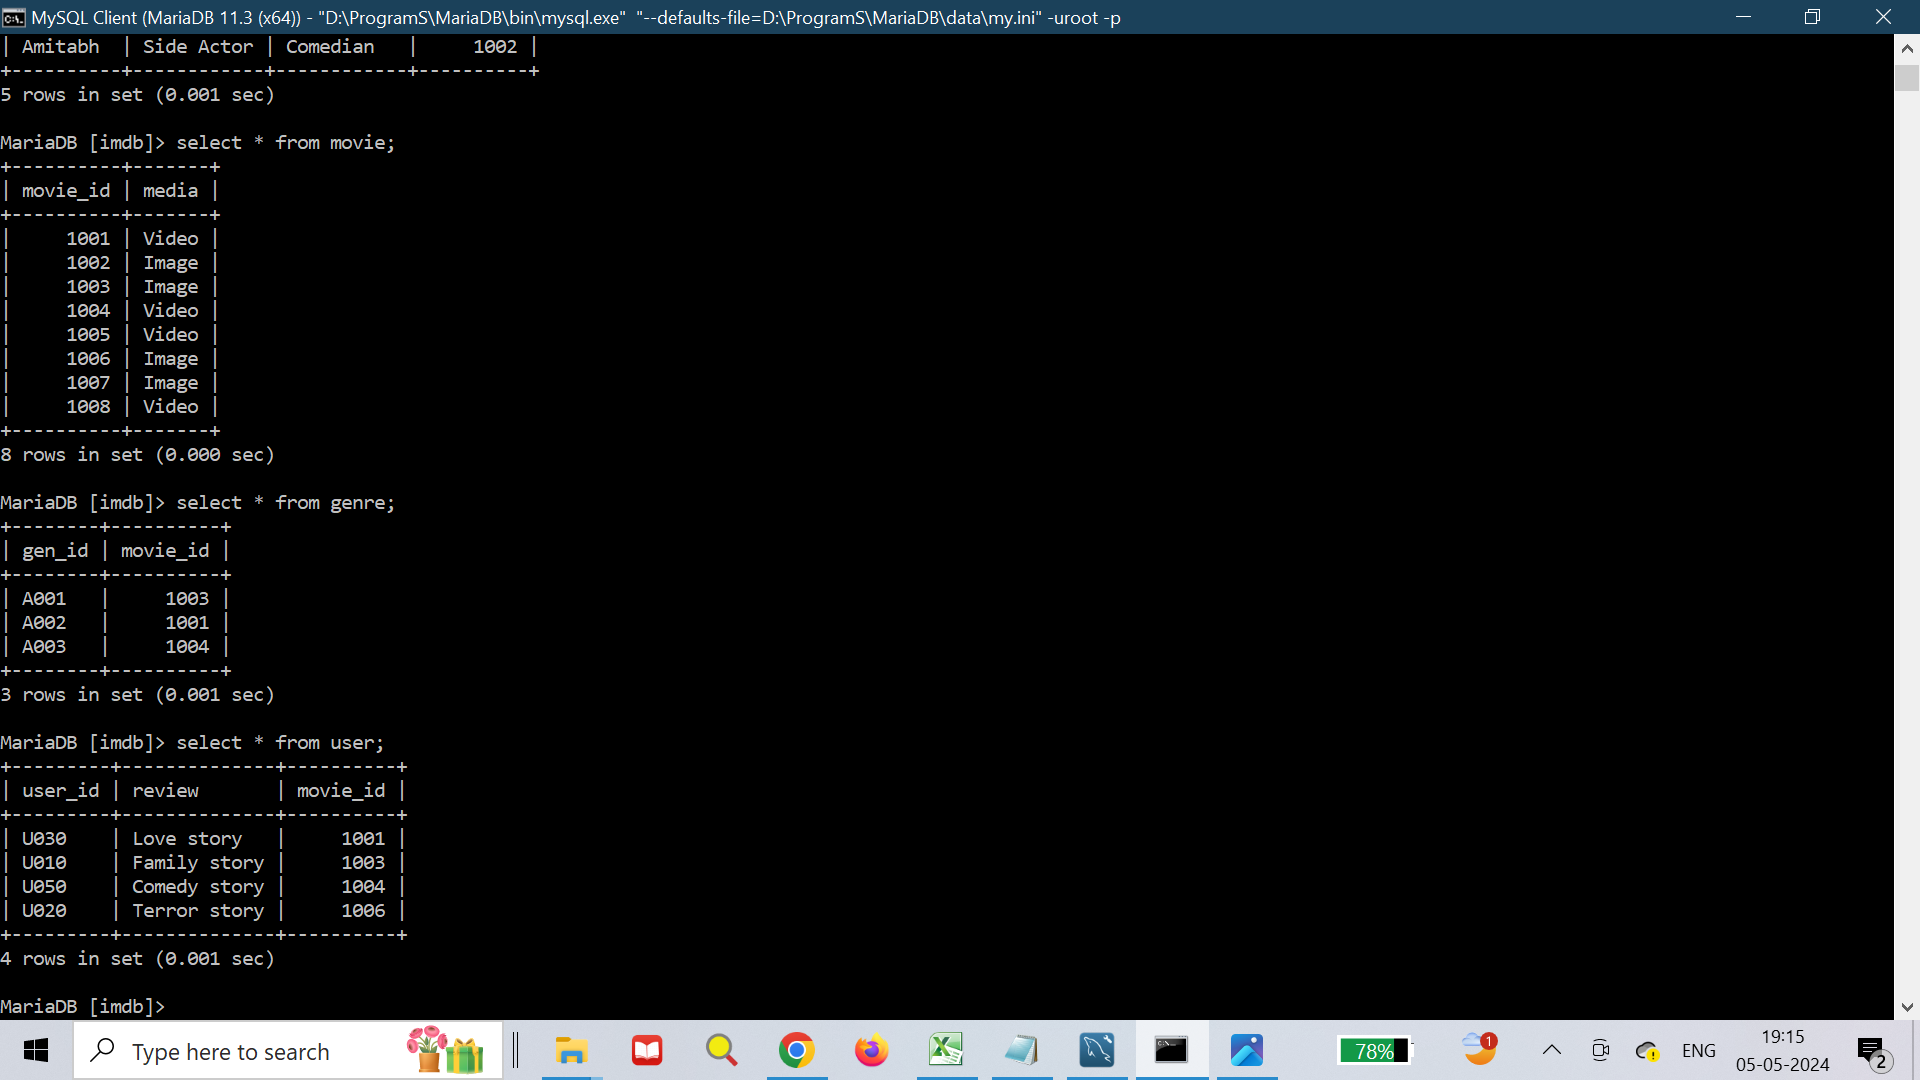 MySQL Client (MariaDB 11.3 (x64)) - "D:\ProgramS\MariaDB\bin\mysql.exe"  "--defaults-file=D:\ProgramS\MariaDB\data\my.ini" -uroot -p
| Amitabh  | Side Actor | Comedian   |     1002 |
+----------+------------+------------+----------+
5 rows in set (0.001 sec)
MariaDB [imdb]> select * from movie;
+----------+-------+
| movie_id | media |
+----------+-------+
|     1001 | Video |
|     1002 | Image |
|     1003 | Image |
|     1004 | Video |
|     1005 | Video |
|     1006 | Image |
|     1007 | Image |
|     1008 | Video |
+----------+-------+
8 rows in set (0.000 sec)
MariaDB [imdb]> select * from genre;
+--------+----------+
| gen_id | movie_id |
+--------+----------+
| A001   |     1003 |
| A002   |     1001 |
| A003   |     1004 |
+--------+----------+
3 rows in set (0.001 sec)
MariaDB [imdb]> select * from user;
+---------+--------------+----------+
| user_id | review       | movie_id |
+---------+--------------+----------+
| U030    | Love story   |     1001 |
| U010    | Family story |     1003 |
| U050    | Comedy story |     1004 |
| U020    | Terror story |     1006 |
+---------+--------------+----------+
4 rows in set (0.001 sec)
MariaDB [imdb]>
Type here to search
78%
1
ENG
19:15
05-05-2024
2